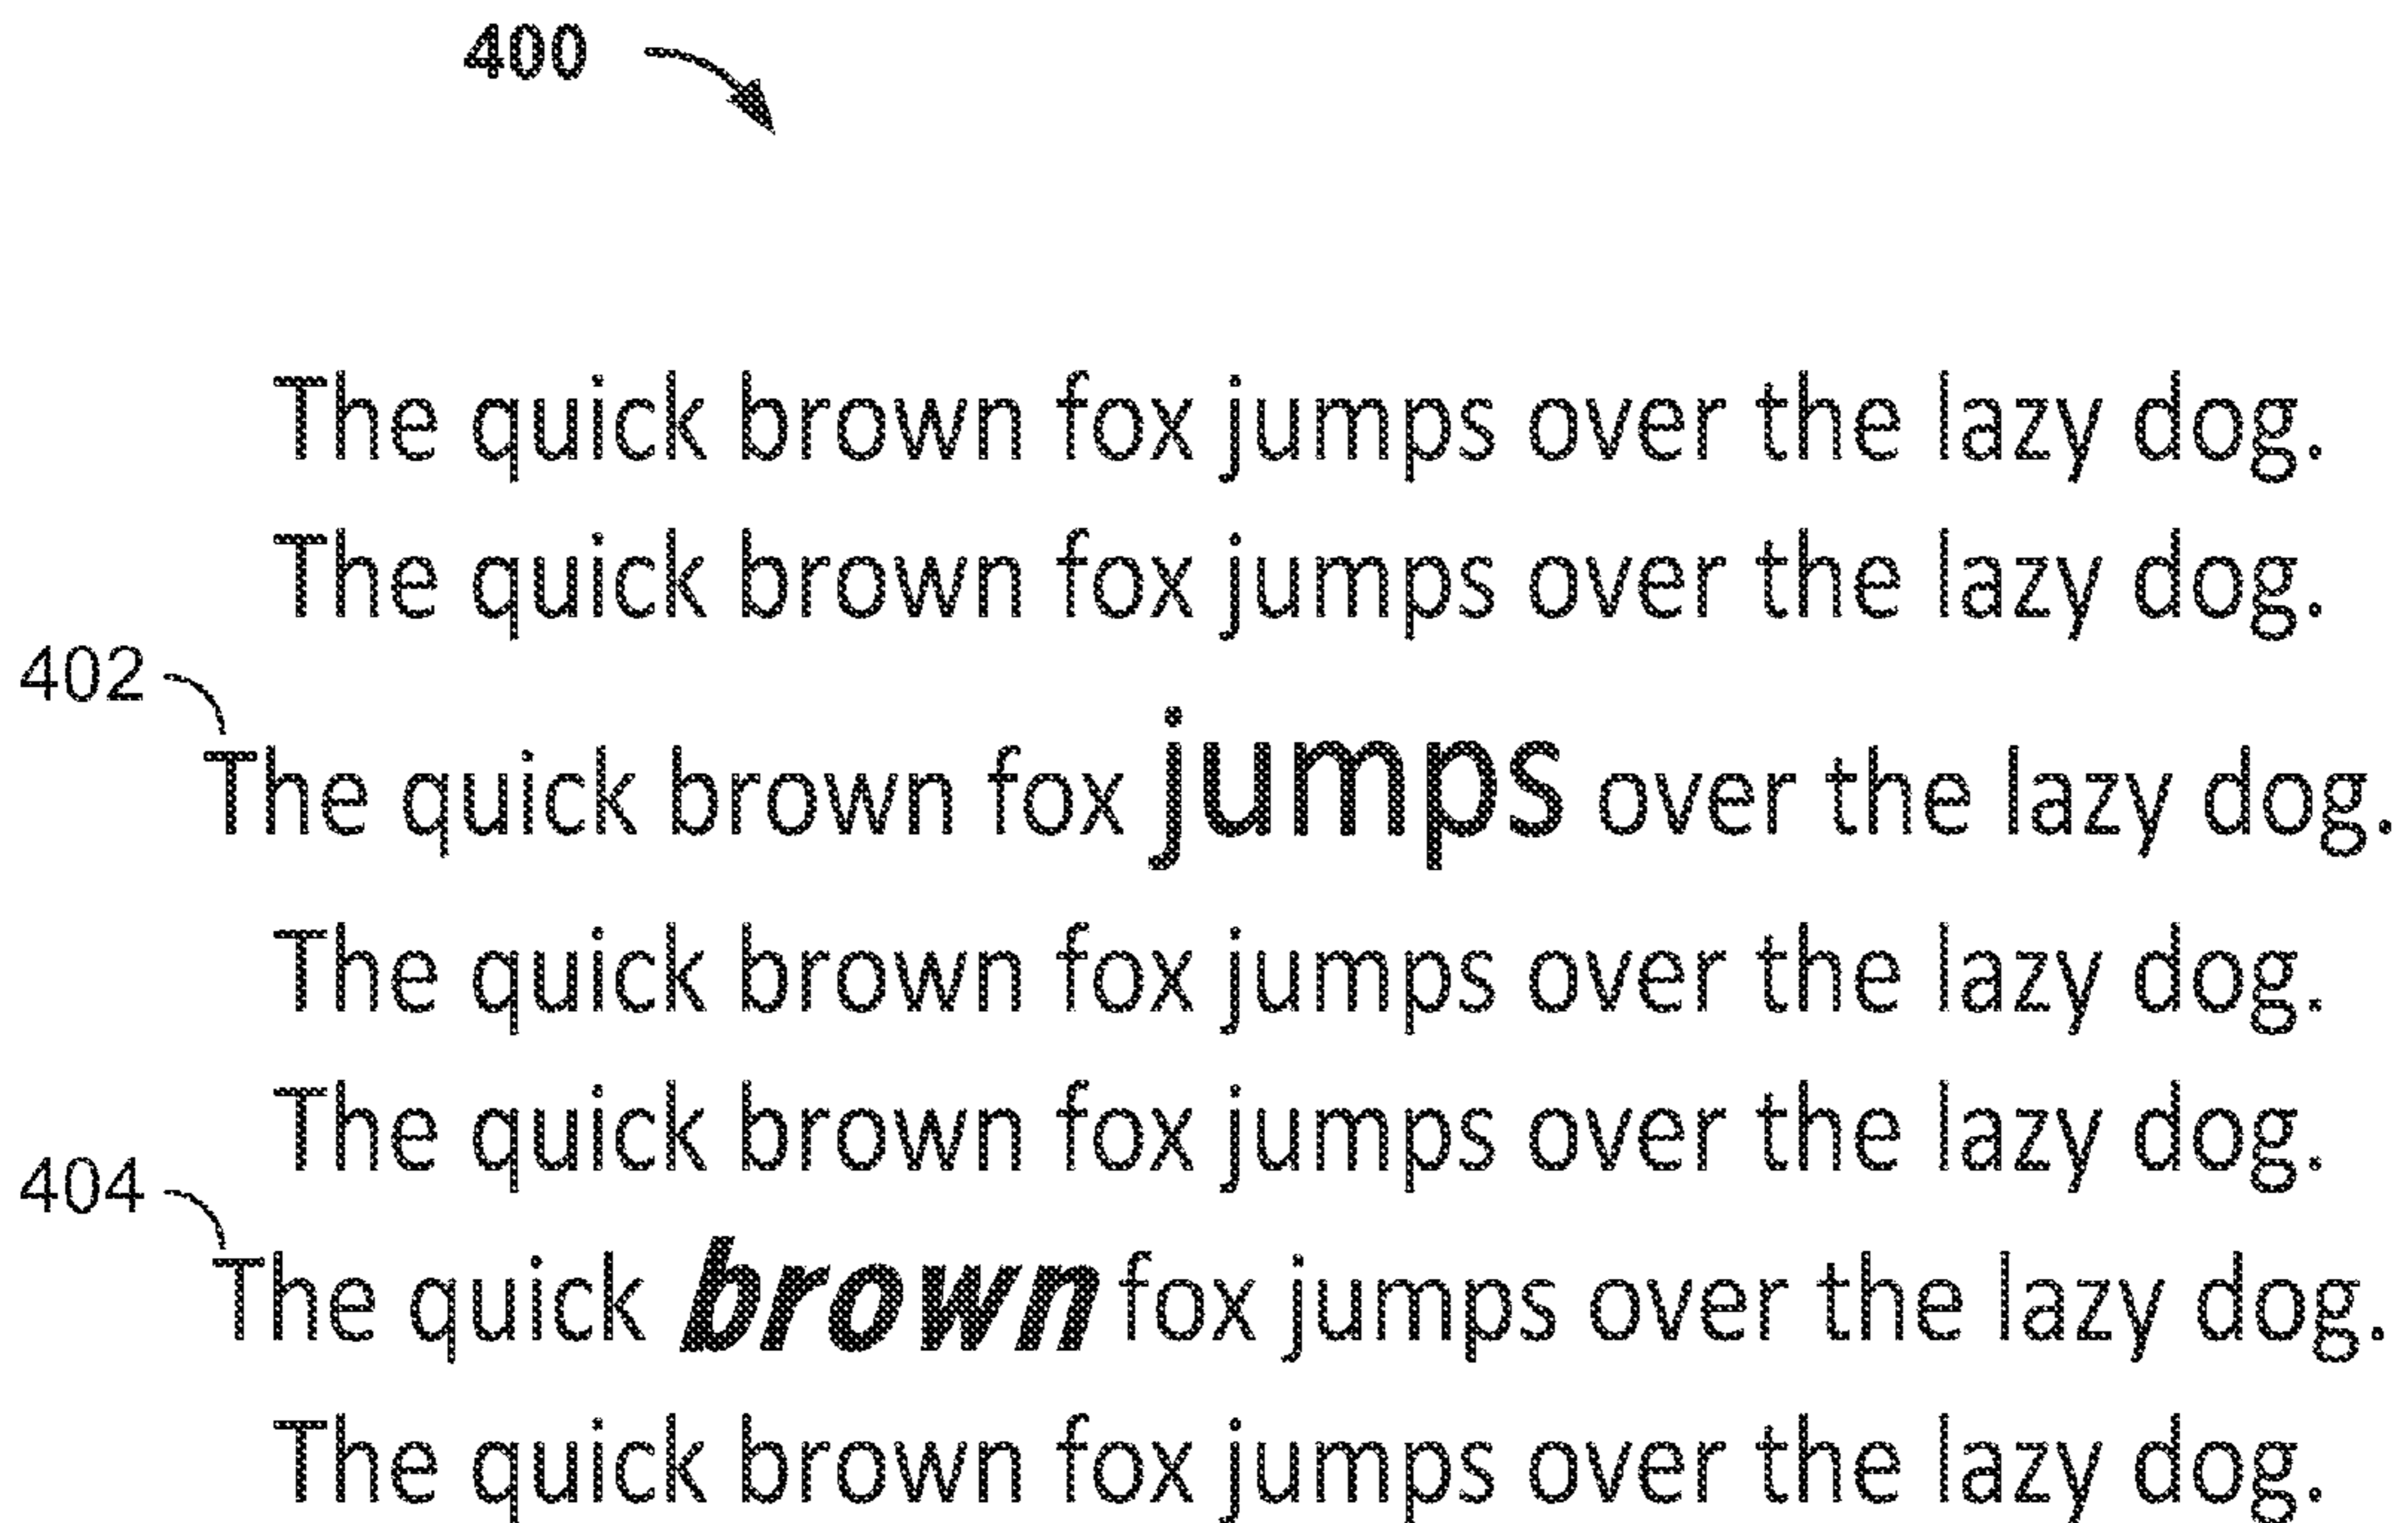 400
The quick brown fox jumps over the lazy dog.
The quick brown fox jumps over the lazy dog.
402
The quick brown fox jumps over the lazy dog.
The quick brown fox jumps over the lazy dog.
The quick brown fox jumps over the lazy dog.
404
The quick brown fox jumps over the lazy dog.
The quick brown fox jumps over the lazy dog.